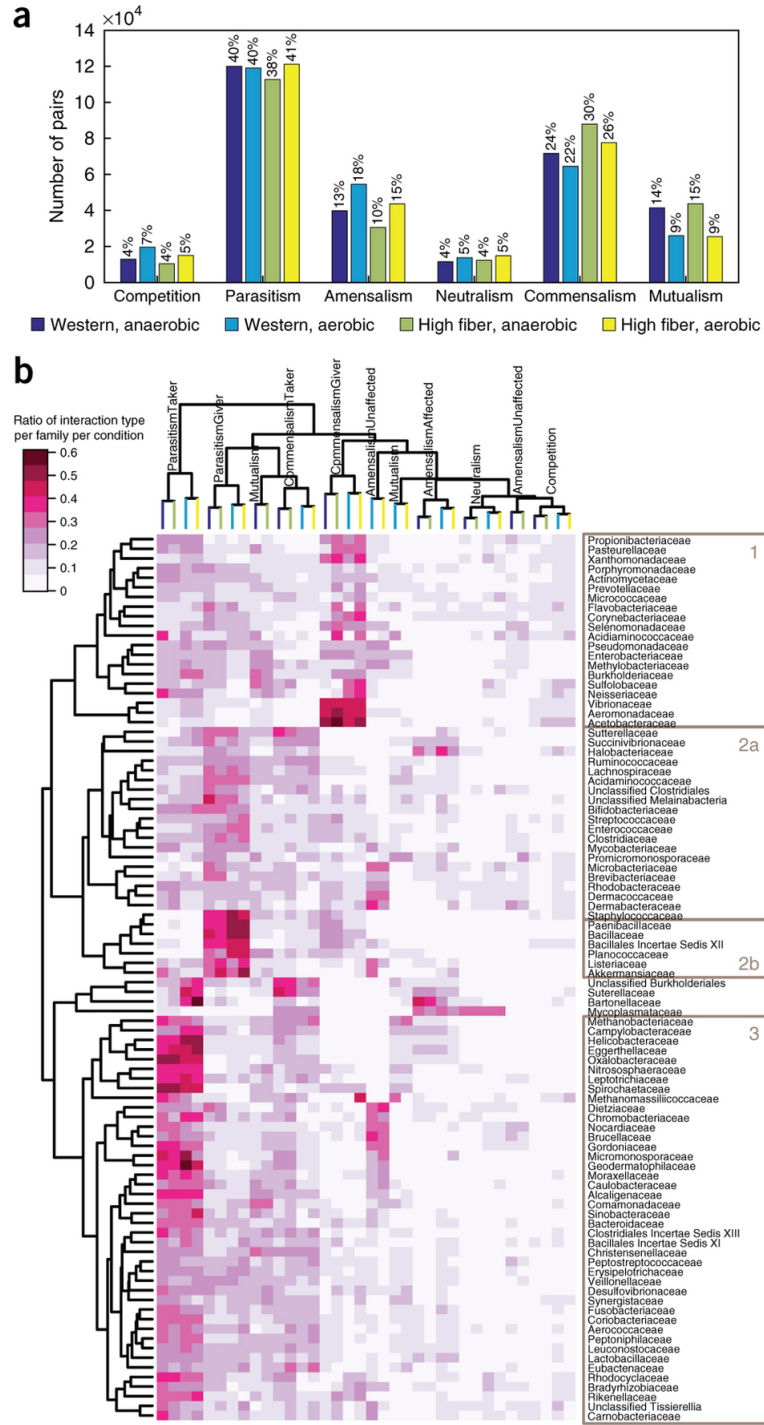 a
×10⁴
14
12
10
8
6
4
2
0
Number of pairs
4% 7% 4% 5%
40% 40% 38% 41%
13% 18% 10% 15%
4% 5% 4% 5%
24% 22% 30% 26%
14% 9% 15% 9%
Competition Parasitism Amensalism Neutralism Commensalism Mutualism
Western, anaerobic Western, aerobic High fiber, anaerobic High fiber, aerobic
b
Ratio of interaction type
per family per condition
0.6
0.5
0.4
0.3
0.2
0.1
0
ParasitismTaker
ParasitismGiver
Mutualism
CommensalismTaker
CommensalismGiver
AmensalismUnaffected
Mutualism
AmensalismAffected
Neutralism
AmensalismUnaffected
Competition
1
Propionibacteriaceae
Pasteurellaceae
Xanthomonadaceae
Porphyromonadaceae
Actinomycetaceae
Prevoteliaceae
Micrococcaceae
Flavobacteriaceae
Corynebacteriaceae
Selenomonadaceae
Acidiaminococcaceae
Pseudomonadaceae
Enterobacteriaceae
Methylobacteriaceae
Burkholderiaceae
Sulfolobaceae
Neisseriaceae
Vibrionaceae
Aeromonadaceae
Acetobacteraceae
2a
Sutterellaceae
Succinivibrionaceae
Halobacteriaceae
Ruminococcaceae
Lachnospiraceae
Acidaminococcaceae
Unclassified Clostridiales
Unclassified Melainabacteria
Bifidobacteriaceae
Streptococcaceae
Enterococcaceae
Clostridiaceae
Mycobacteriaceae
Promicromonosporaceae
Microbacteriaceae
Brevibacteriaceae
Rhodobacteraceae
Dermacoccaceae
Dermabacteraceae
Staphylococcaceae
2b
Paenibacillaceae
Bacillaceae
Bacillales Incertae Sedis XII
Planococcaceae
Listeriaceae
Akkermansiaceae
Unclassified Burkholderiales
Suterellaceae
Bartonellaceae
Mycoplasmataceae
3
Methanobacteriaceae
Campylobacteraceae
Helicobacteraceae
Eggerthellaceae
Oxalobacteraceae
Nitrososphaeraceae
Leptotrichiaceae
Spirochaetaceae
Methanomassiliicoccaceae
Dietziaceae
Chromobacteriaceae
Nocardiaceae
Brucellaceae
Gordoniaceae
Micromonosporaceae
Geodermatophilaceae
Moraxellaceae
Caulobacteraceae
Alcaligenaceae
Comamonadaceae
Sinobacteraceae
Bacteroidaceae
Clostridiales Incertae Sedis XIII
Bacillales Incertae Sedis XI
Christensenellaceae
Peptostreptococcaceae
Erysipelotrichaceae
Veillonellaceae
Desulfovibrionaceae
Synergistaceae
Fusobacteriaceae
Coriobacteriaceae
Aerococcaceae
Peptoniphilaceae
Leuconostocaceae
Lactobacillaceae
Eubactenaceae
Rhodocyclaceae
Bradyrhizobiaceae
Rikenellaceae
Unclassified Tissierellia
Carnobacteriaceae